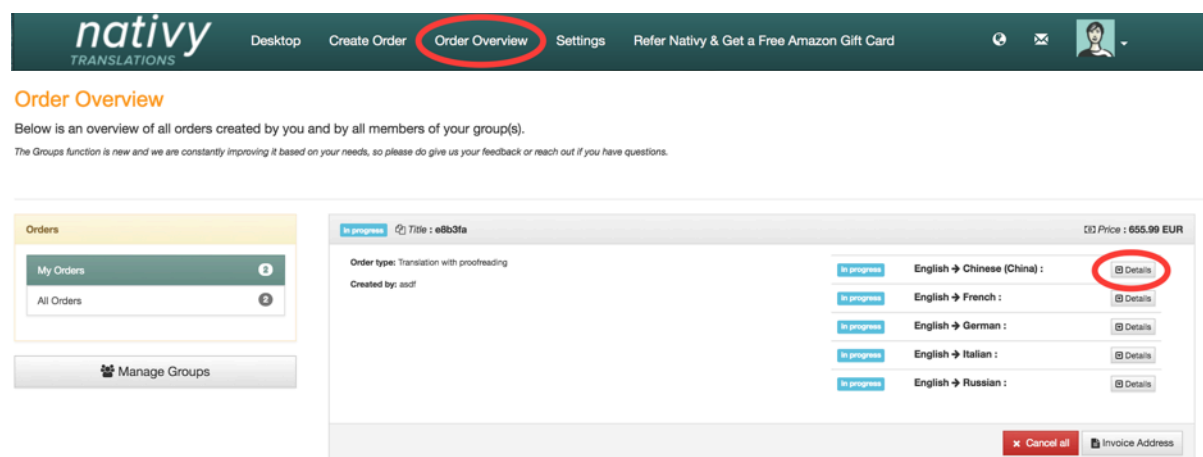 nativy
TRANSLATIONS
Desktop Create Order Order Overview Settings Refer Nativy & Get a Free Amazon Gift Card
Order Overview
Below is an overview of all orders created by you and by all members of your group(s).
The Groups function is new and we are constantly improving it based on your needs, so please do give us your feedback or reach out if you have questions.
Orders
My Orders 2
All Orders 2
Manage Groups
In progress Title : e8b3fa Price : 655.99 EUR
Order type: Translation with proofreading
Created by: asdf
In progress English → Chinese (China) : Details
In progress English → French : Details
In progress English → German : Details
In progress English → Italian : Details
In progress English → Russian : Details
Cancel all Invoice Address